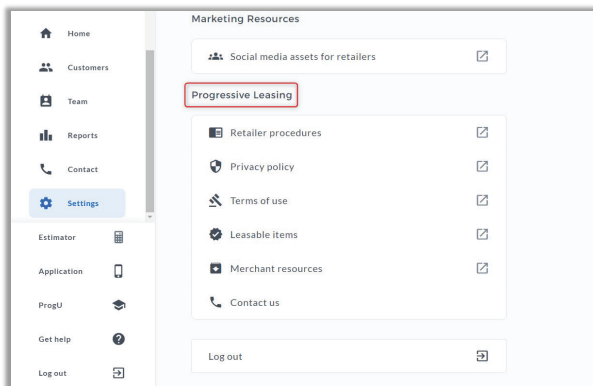 Home
Customers
Team
Reports
Contact
Settings
Estimator
Application
ProgU
Get help
Log out
Marketing Resources
Social media assets for retailers
Progressive Leasing
Retailer procedures
Privacy policy
Terms of use
Leasable items
Merchant resources
Contact us
Log out